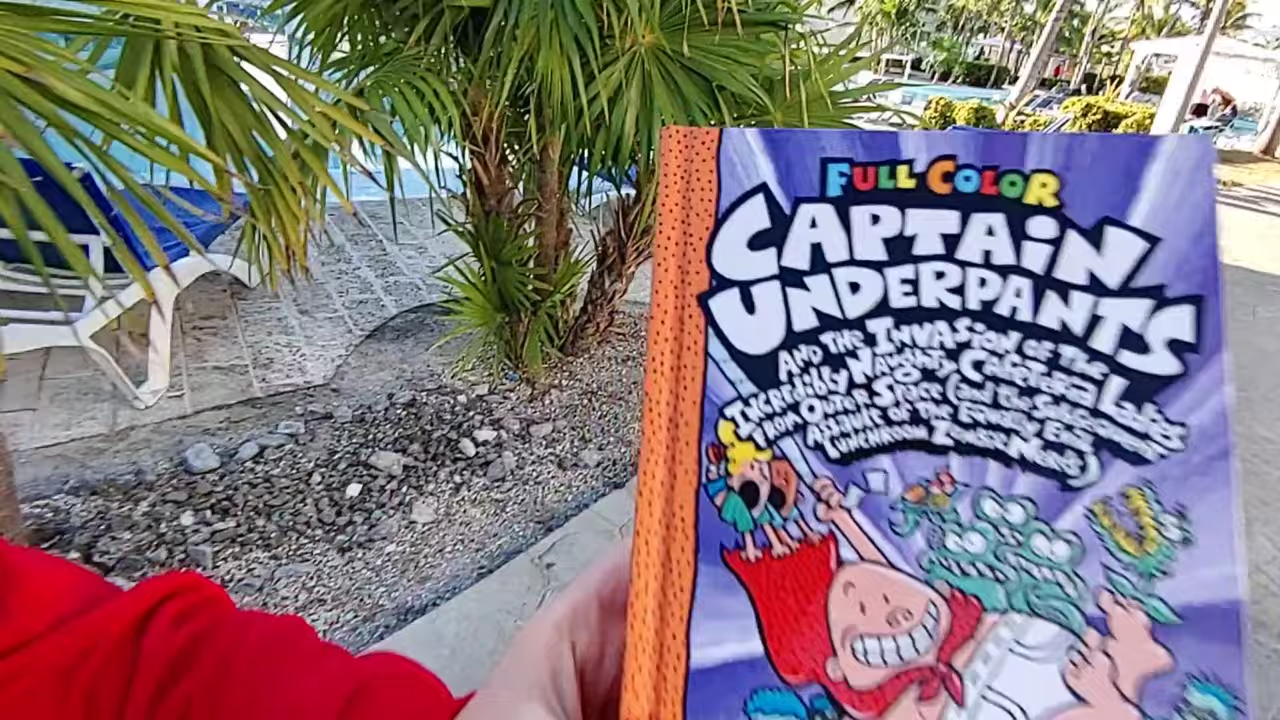 FULL COLOR
CAPTAIN
UNDERPANTS
AND THE INVASION OF THE
INCREDIBLY NAUGHTY CAFETERIA LADIES
FROM OUTER SPACE (AND THE SUBSEQUENT
ASSAULT OF THE EQUALLY EVIL
LUNCHROOM ZOMBIE NERDS)